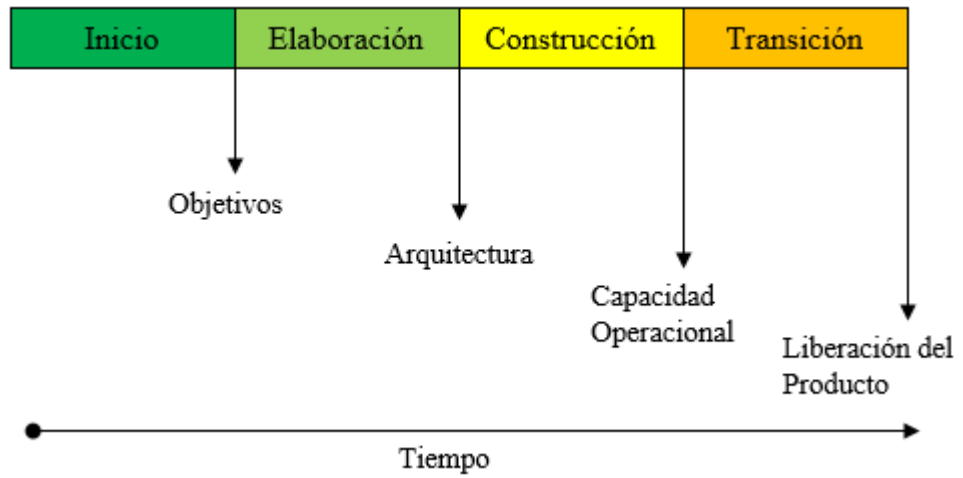 Inicio
Elaboración
Construcción
Transición
Objetivos
Arquitectura
Capacidad
Operacional
Liberación del
Producto
Tiempo